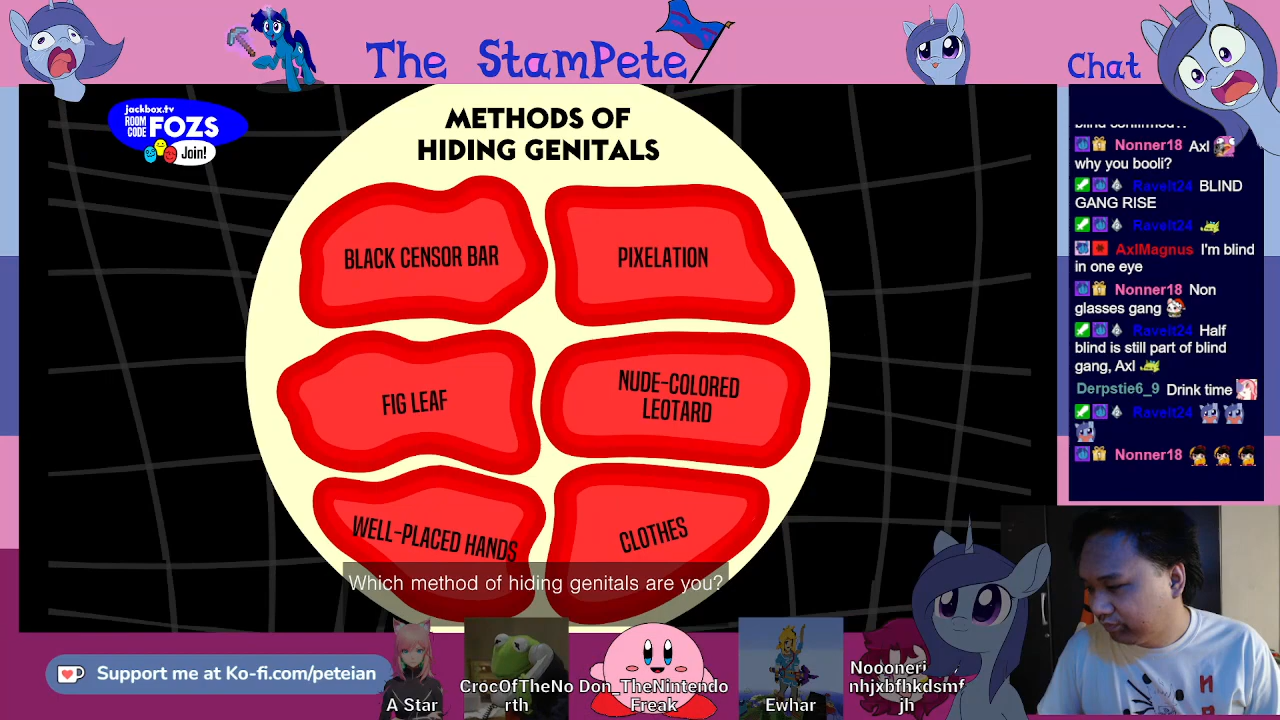 The StamPete
Chat
jackbox.tv
ROOM
CODE
FOZS
Join!
METHODS OF
HIDING GENITALS
BLACK CENSOR BAR
PIXELATION
FIG LEAF
NUDE-COLORED
LEOTARD
WELL-PLACED HANDS
CLOTHES
Which method of hiding genitals are you?
Nonner18 Axl
why you booli?
RaveIt24 BLIND
GANG RISE
RaveIt24
AxlMagnus I'm blind
in one eye
Nonner18 Non
glasses gang
RaveIt24 Half
blind is still part of blind
gang, Axl
Derpstie6_9 Drink time
RaveIt24
Nonner18
Support me at Ko-fi.com/peteian
A Star
CrocOfTheNo
rth
Don_TheNintendo
Freak
Ewhar
Noooneri
nhjxbfhkdsmf
jh